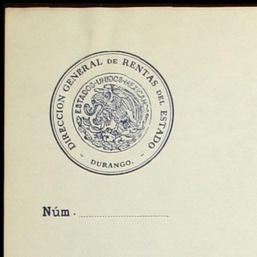 DIRECCION GENERAL DE RENTAS DEL ESTADO
ESTADOS UNIDOS MEXICANOS
- DURANGO. -
Núm.